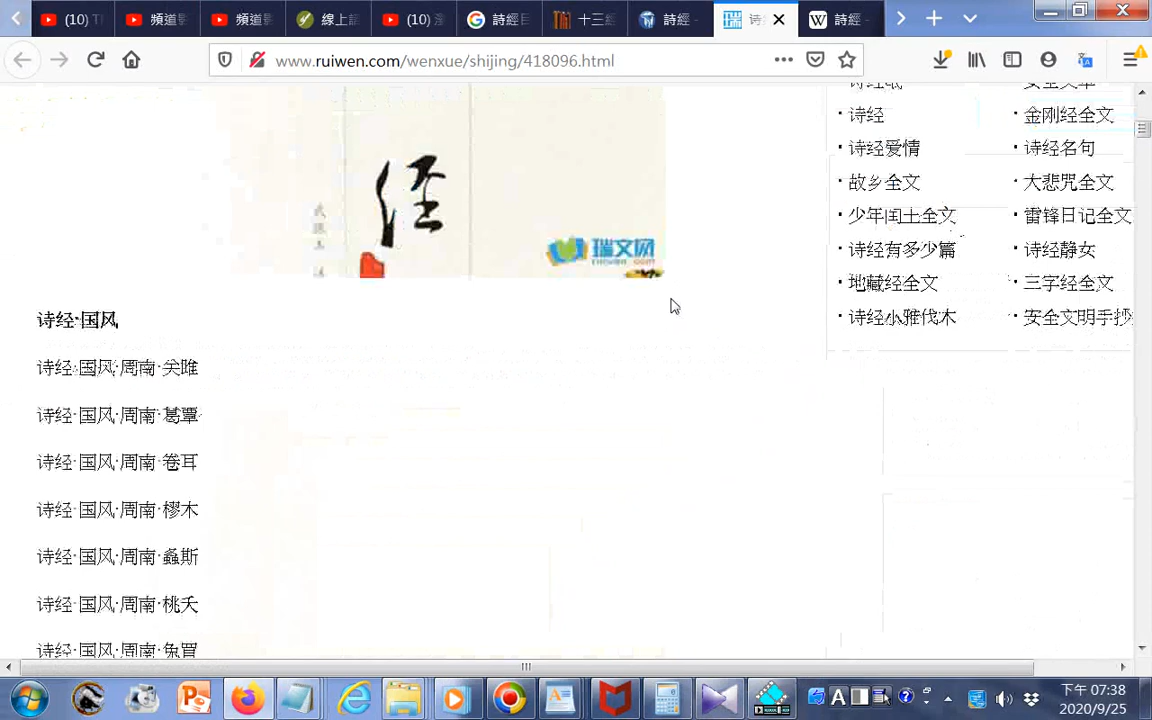 (10)
頻道
頻道
線上
(10)
詩經
十三經
詩經
詩經
www.ruiwen.com/wenxue/shijing/418096.html
经
瑞文网
诗经
金刚经全文
诗经爱情
诗经名句
故乡全文
大悲咒全文
少年闰土全文
雷锋日记全文
诗经有多少篇
诗经静女
地藏经全文
三字经全文
诗经小雅伐木
安全文明手抄
诗经·国风
诗经·国风·周南·关雎
诗经·国风·周南·葛覃
诗经·国风·周南·卷耳
诗经·国风·周南·樛木
诗经·国风·周南·螽斯
诗经·国风·周南·桃夭
诗经·国风·周南·兔罝
下午 07:38
2020/9/25